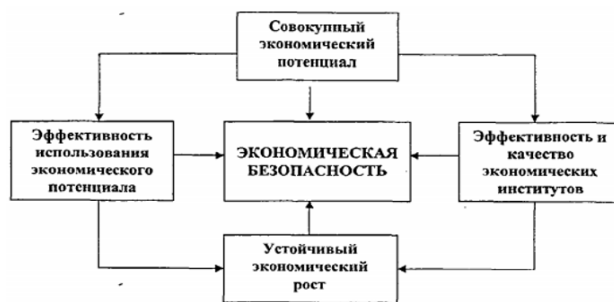 Совокупный
экономический
потенциал
Эффективность
использования
экономического
потенциала
ЭКОНОМИЧЕСКАЯ
БЕЗОПАСНОСТЬ
Эффективность и
качество
экономических
институтов
Устойчивый
экономический
рост